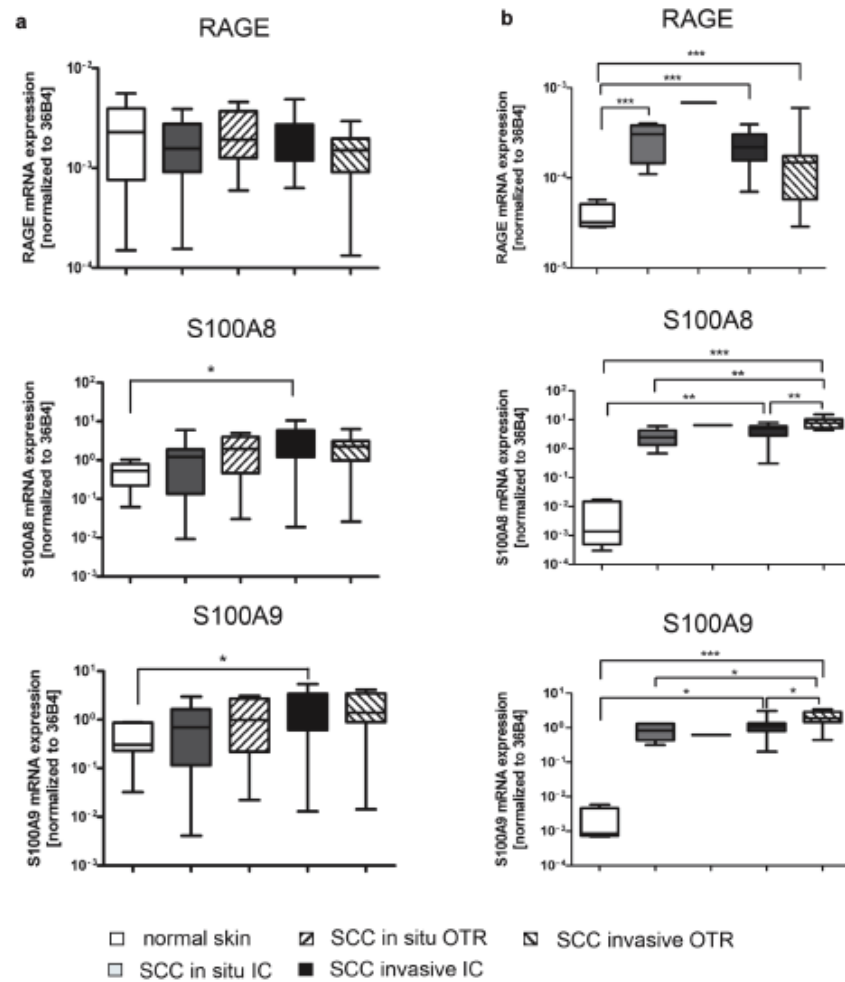 a
RAGE
RAGE mRNA expression
[normalized to 36B4]
10⁻²
10⁻³
10⁻⁴
S100A8
*
S100A8 mRNA expression
[normalized to 36B4]
10²
10¹
10⁰
10⁻¹
10⁻²
10⁻³
S100A9
*
S100A9 mRNA expression
[normalized to 36B4]
10¹
10⁰
10⁻¹
10⁻²
10⁻³
b
RAGE
***
***
***
RAGE mRNA expression
[normalized to 36B4]
10⁻³
10⁻⁴
10⁻⁵
S100A8
***
**
** **
S100A8 mRNA expression
[normalized to 36B4]
10²
10¹
10⁰
10⁻¹
10⁻²
10⁻³
10⁻⁴
S100A9
***
*
* *
S100A9 mRNA expression
[normalized to 36B4]
10¹
10⁰
10⁻¹
10⁻²
10⁻³
10⁻⁴
normal skin SCC in situ OTR SCC invasive OTR
SCC in situ IC SCC invasive IC